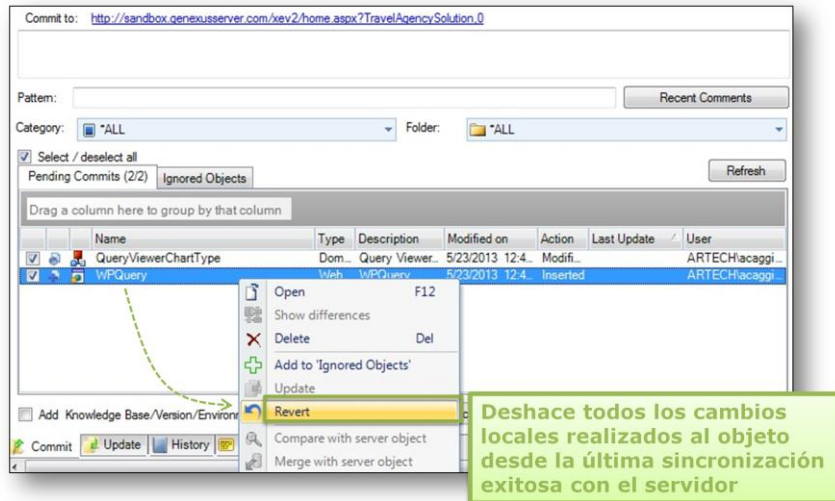 Commit to: http://sandbox.genexusserver.com/xev2/home.aspx?TravelAgencySolution,0
Pattern: Recent Comments
Category: *ALL Folder: *ALL
Select / deselect all
Pending Commits (2/2) Ignored Objects Refresh
Drag a column here to group by that column
Name Type Description Modified on Action Last Update User
QueryViewerChartType Dom... Query Viewer... 5/23/2013 12:4... Modifi... ARTECH\acaggi...
WPQuery Web WPQuery 5/23/2013 12:4... Inserted ARTECH\acaggi...
Open F12
Show differences
Delete Del
Add to 'Ignored Objects'
Update
Add Knowledge Base/Version/Environm
Revert
Compare with server object
Merge with server object
Commit Update History
Deshace todos los cambios
locales realizados al objeto
desde la última sincronización
exitosa con el servidor